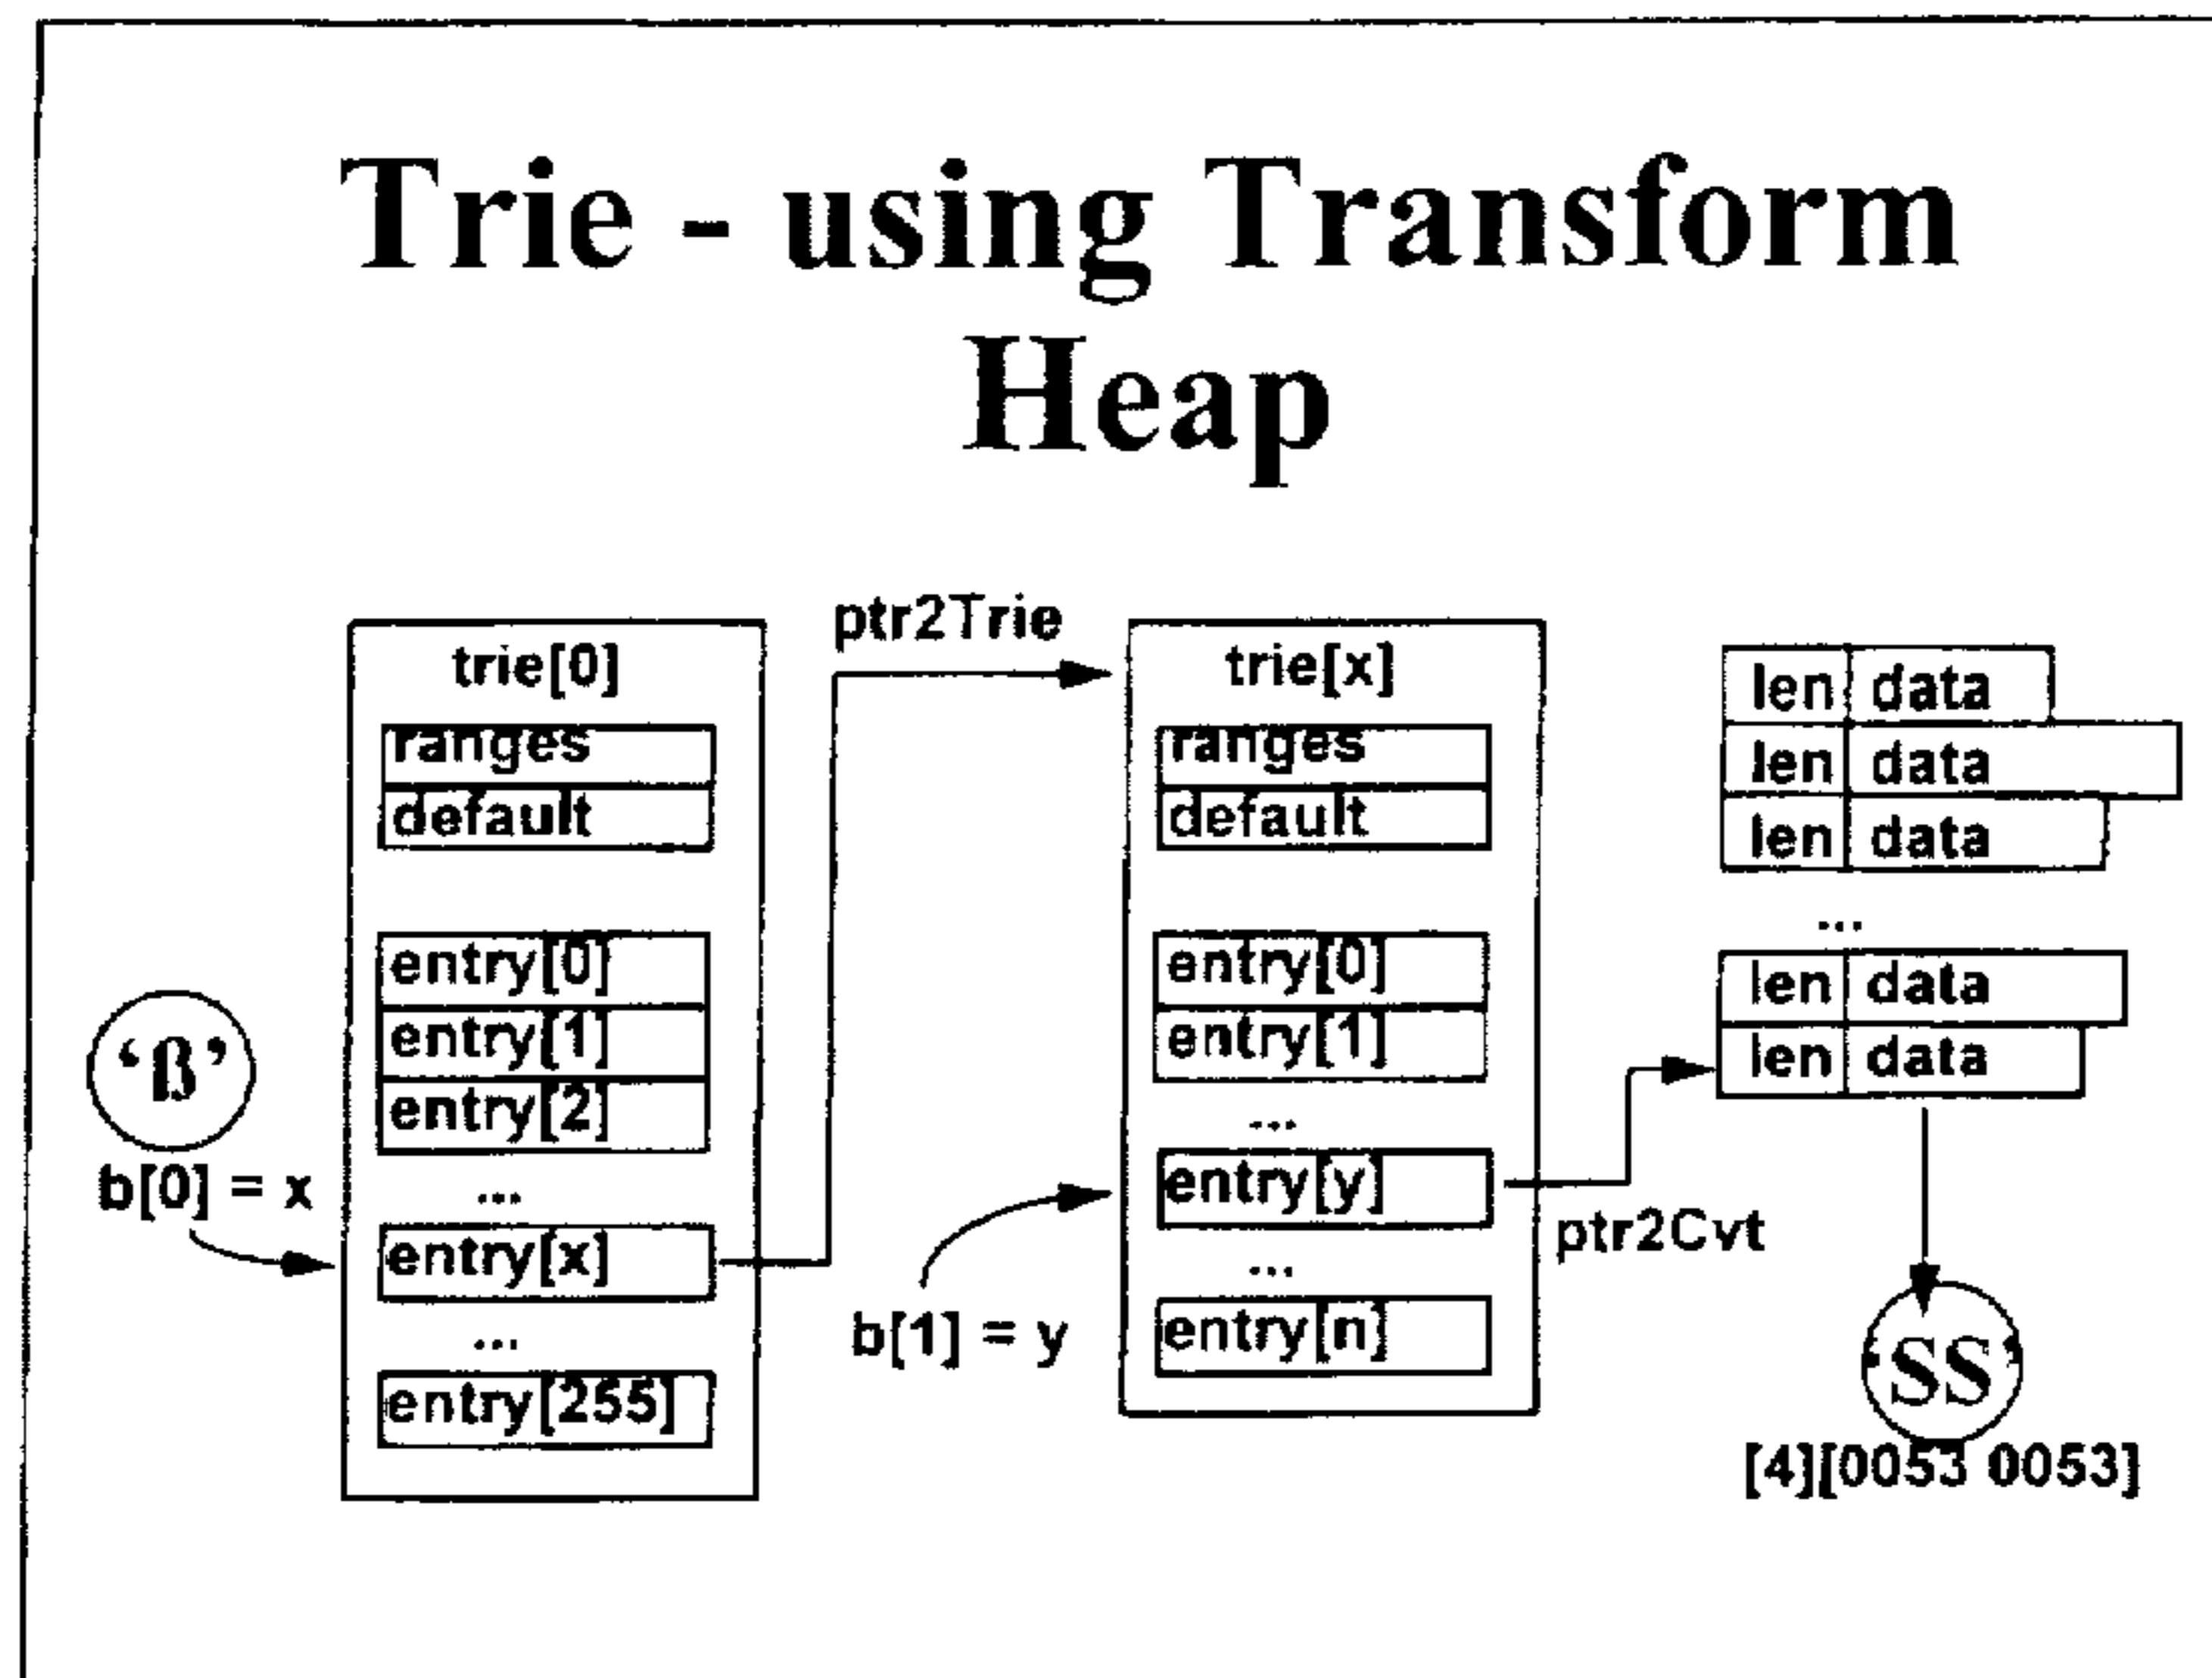 Trie - using Transform
Heap
ptr2Trie
trie[0]
ranges
default
entry[0]
entry[1]
entry[2]
...
entry[x]
...
entry[255]
‘ß’
b[0] = x
trie[x]
ranges
default
entry[0]
entry[1]
...
entry[y]
...
entry[n]
b[1] = y
ptr2Cvt
len data
len data
len data
...
len data
len data
'SS'
[4][0053 0053]